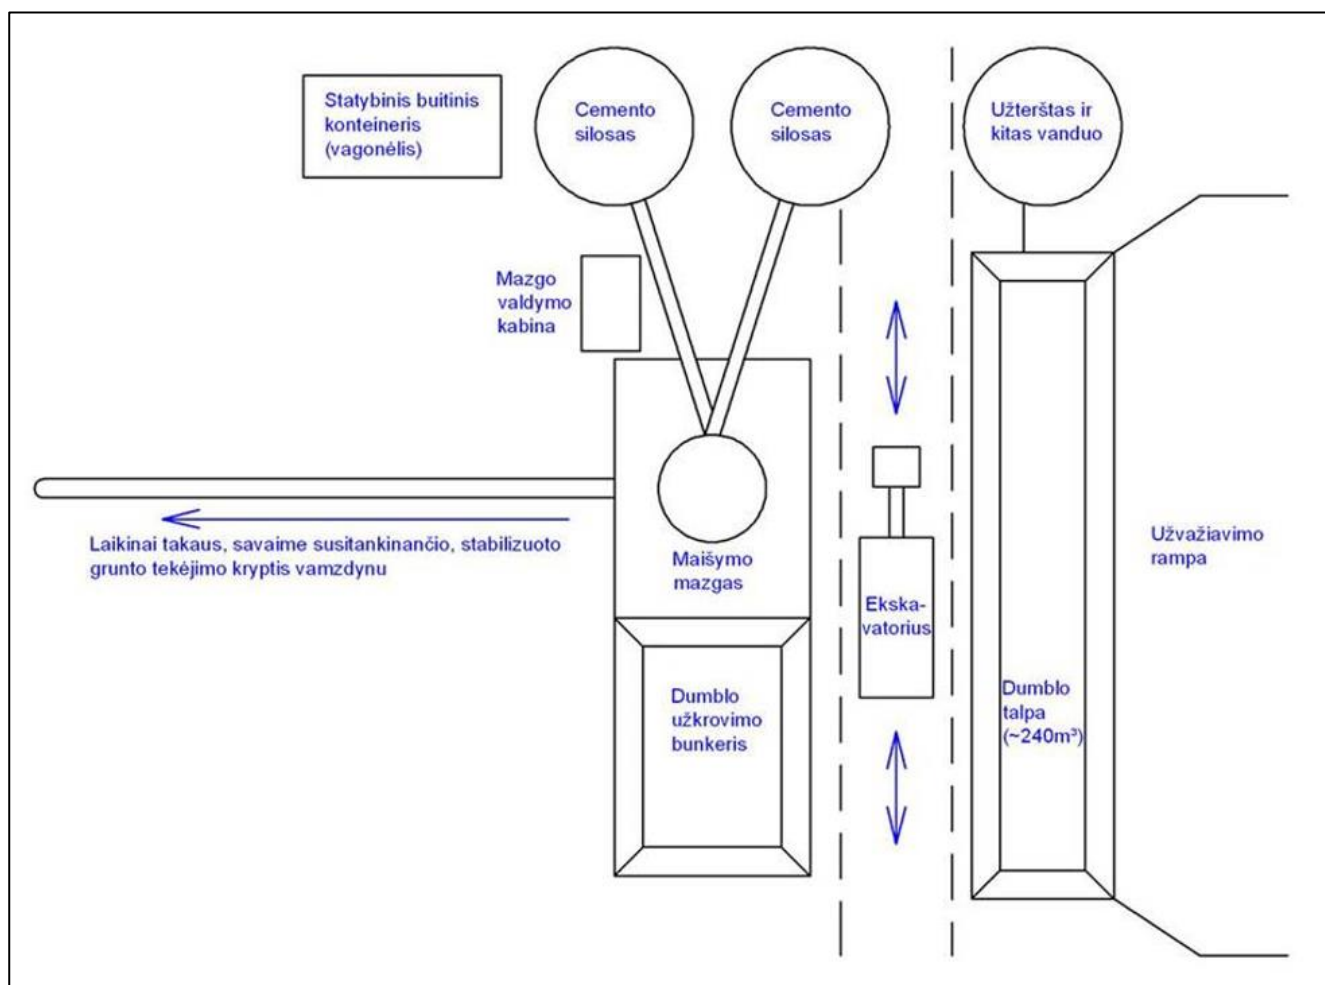 Statybinis buitinis
konteineris
(vagonėlis)
Cemento
silosas
Cemento
silosas
Užterštas ir
kitas vanduo
Mazgo
valdymo
kabina
Laikinai takaus, savaime susitankinančio, stabilizuoto
grunto tekėjimo kryptis vamzdynu
Maišymo
mazgas
Ekska-
vatorius
Užvažiavimo
rampa
Dumblo
užkrovimo
bunkeris
Dumblo
talpa
(~240m³)